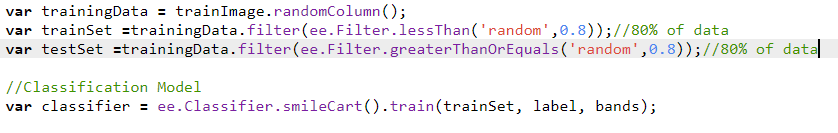 var trainingData = trainImage.randomColumn();
var trainSet =trainingData.filter(ee.Filter.lessThan('random',0.8));//80% of data
var testSet =trainingData.filter(ee.Filter.greaterThanOrEquals('random',0.8));//80% of data
//Classification Model
var classifier = ee.Classifier.smileCart().train(trainSet, label, bands);